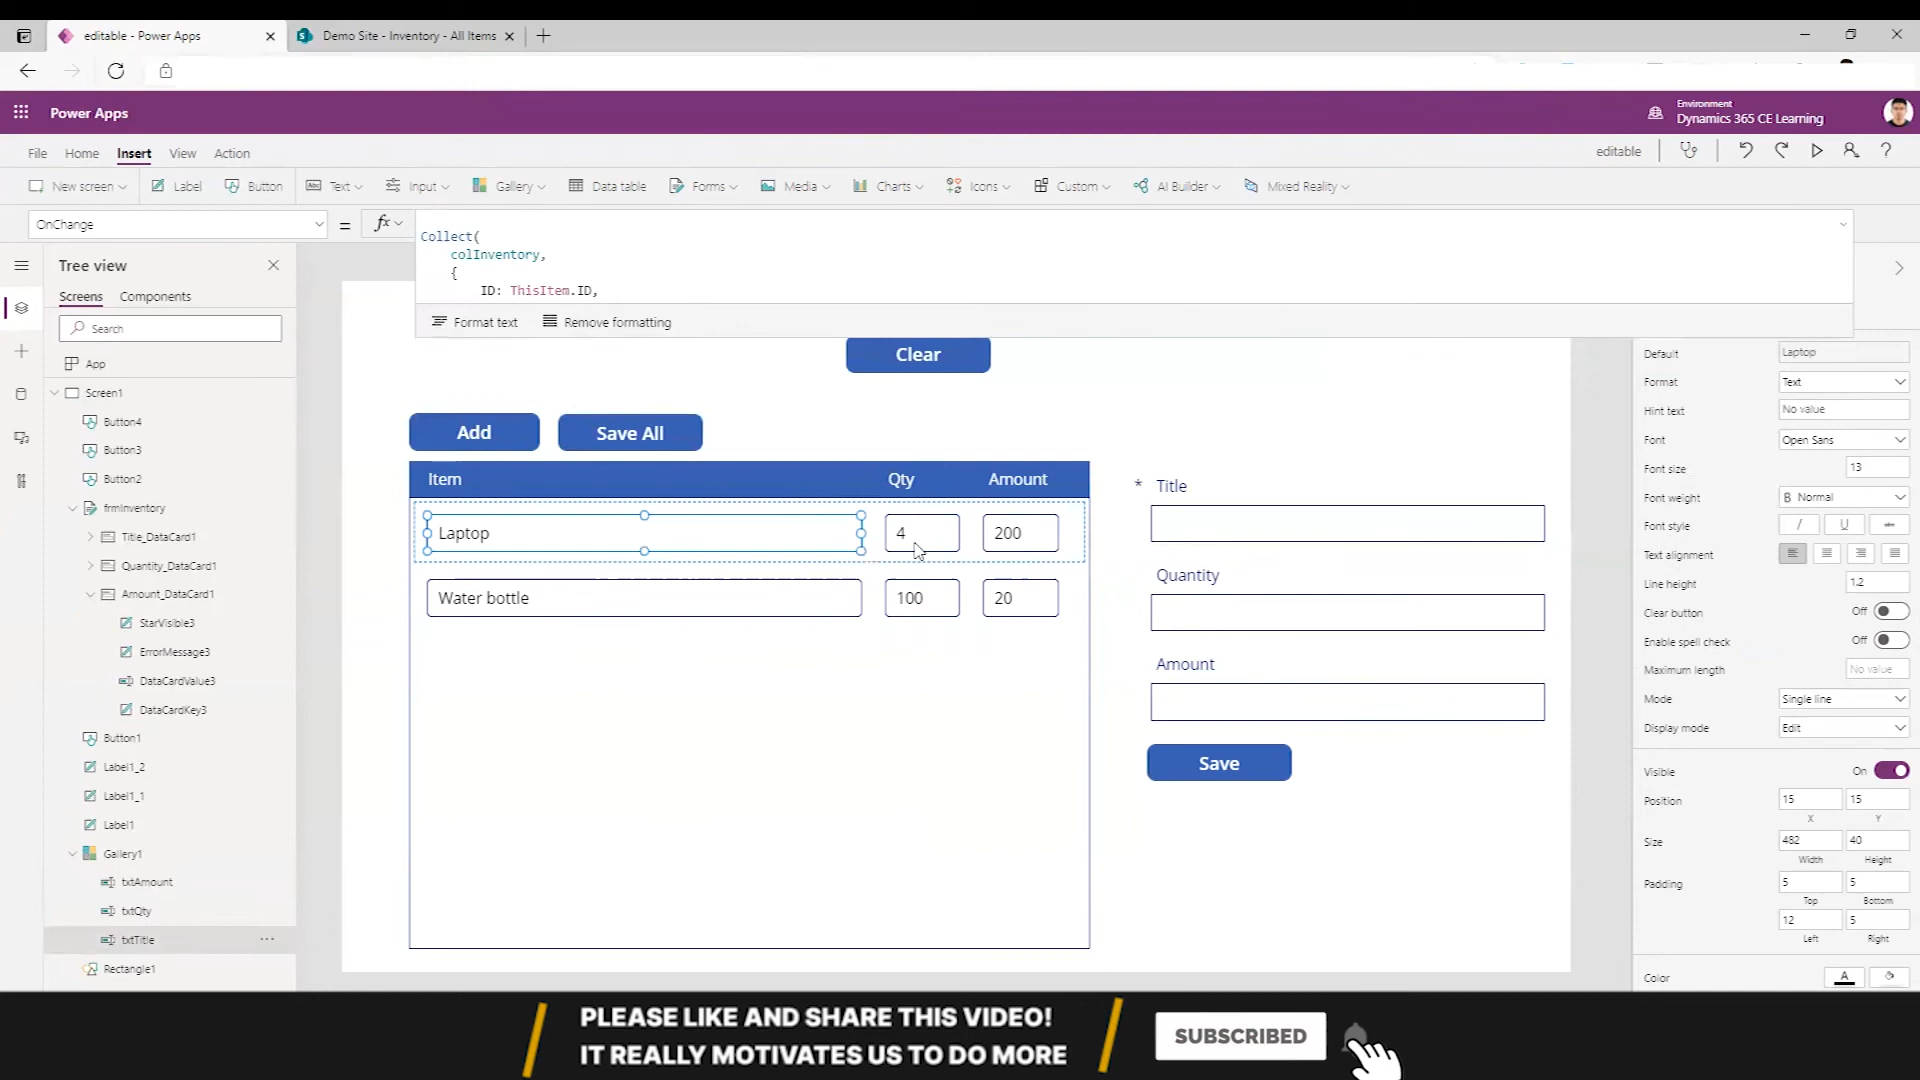 editable - Power Apps
Demo Site - Inventory - All Items
Power Apps
Environment
Dynamics 365 CE Learning
File
Home
Insert
View
Action
editable
New screen
Label
Button
Text
Input
Gallery
Data table
Forms
Media
Charts
Icons
Custom
AI Builder
Mixed Reality
OnChange
=
fx
Collect(
colInventory,
{
ID: ThisItem.ID,
Format text
Remove formatting
Tree view
Screens
Components
Search
App
Screen1
Button4
Button3
Button2
frmInventory
Title_DataCard1
Quantity_DataCard1
Amount_DataCard1
StarVisible3
ErrorMessage3
DataCardValue3
DataCardKey3
Button1
Label1_2
Label1_1
Label1
Gallery1
txtAmount
txtQty
txtTitle
Rectangle1
Clear
Add
Save All
Item
Qty
Amount
Laptop
4
200
Water bottle
100
20
* Title
Quantity
Amount
Save
Default
Laptop
Format
Text
Hint text
No value
Font
Open Sans
Font size
13
Font weight
B Normal
Font style
/
U
abc
Text alignment
Line height
1.2
Clear button
Off
Enable spell check
Off
Maximum length
No value
Mode
Single line
Display mode
Edit
Visible
On
Position
15
15
X
Y
Size
482
40
Width
Height
Padding
5
5
Top
Bottom
12
5
Left
Right
Color
A
PLEASE LIKE AND SHARE THIS VIDEO!
IT REALLY MOTIVATES US TO DO MORE
SUBSCRIBED